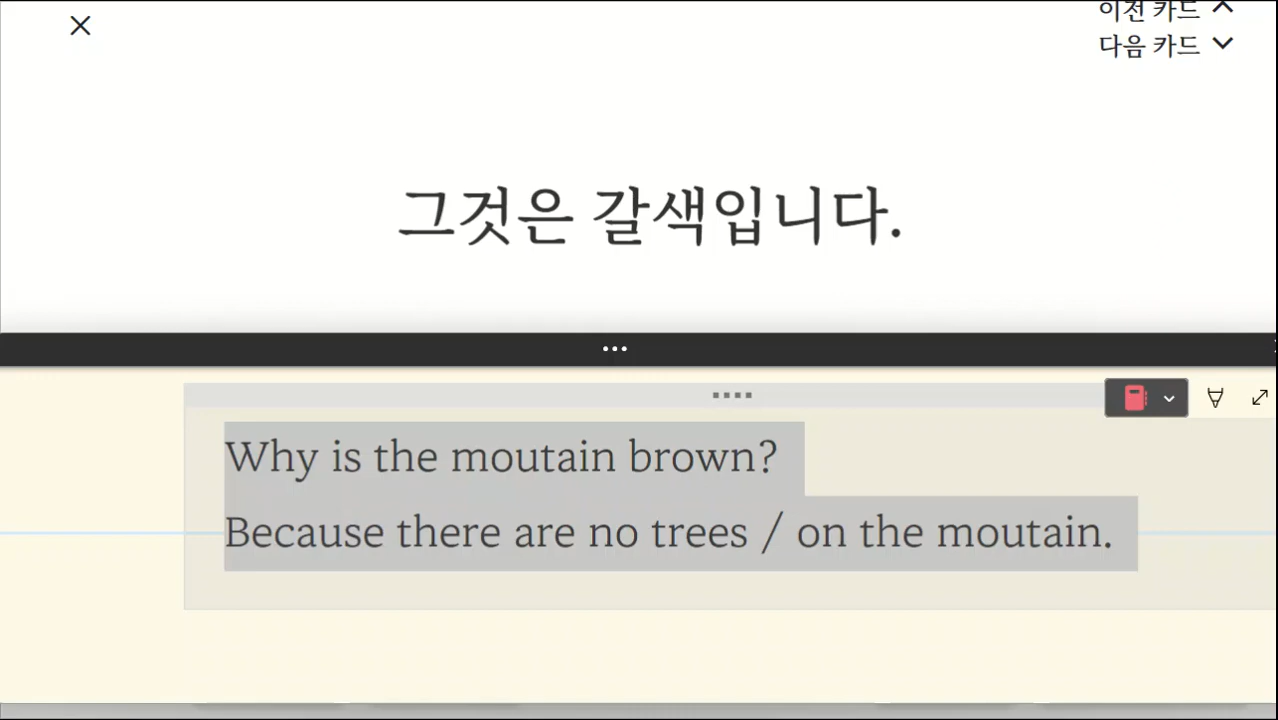 이전 카드
다음 카드
그것은 갈색입니다.
Why is the moutain brown?
Because there are no trees / on the moutain.